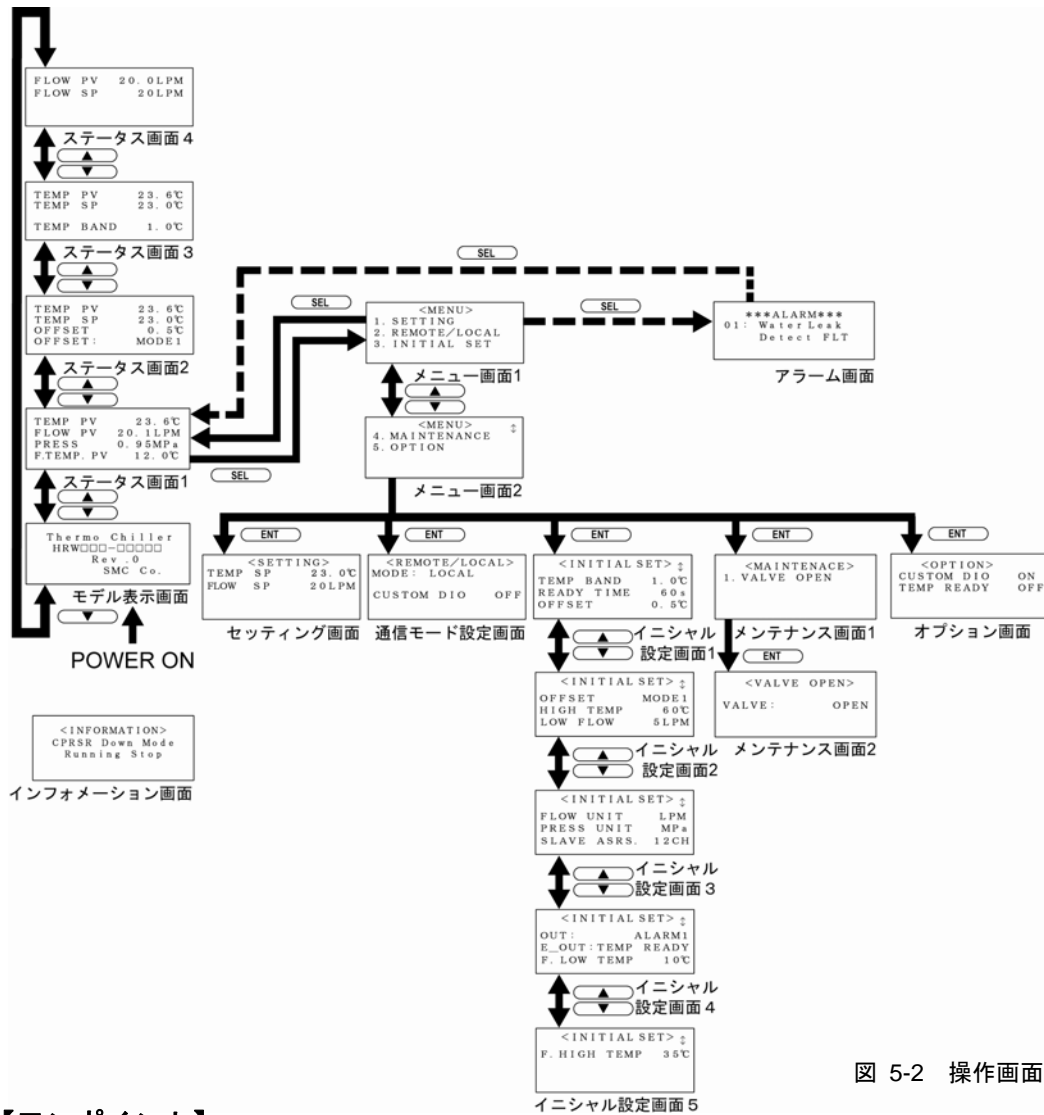 FLOW PV 20.0LPM
FLOW SP 20LPM
ステータス画面4
▲
▼
TEMP PV 23.6℃
TEMP SP 23.0℃
TEMP BAND 1.0℃
ステータス画面3
▲
▼
TEMP PV 23.6℃
TEMP SP 23.0℃
OFFSET 0.5℃
OFFSET: MODE1
ステータス画面2
▲
▼
TEMP PV 23.6℃
FLOW PV 20.1LPM
PRESS 0.95MPa
F.TEMP.PV 12.0℃
ステータス画面1
▲
▼
Thermo Chiller
HRW□□□-□□□□□
Rev.0
SMC Co.
モデル表示画面
▼
POWER ON
<INFORMATION>
CPRSR Down Mode
Running Stop
インフォメーション画面
SEL
SEL
SEL
SEL
<MENU>
1. SETTING
2. REMOTE/LOCAL
3. INITIAL SET
メニュー画面1
▲
▼
<MENU> ↕
4. MAINTENANCE
5. OPTION
メニュー画面2
***ALARM***
01: Water Leak
Detect FLT
アラーム画面
ENT
<SETTING>
TEMP SP 23.0℃
FLOW SP 20LPM
セッティング画面
ENT
<REMOTE/LOCAL>
MODE: LOCAL
CUSTOM DIO OFF
通信モード設定画面
ENT
<INITIAL SET> ↕
TEMP BAND 1.0℃
READY TIME 60s
OFFSET 0.5℃
イニシャル
設定画面1
▲
▼
<INITIAL SET> ↕
OFFSET MODE1
HIGH TEMP 60℃
LOW FLOW 5LPM
イニシャル
設定画面2
▲
▼
<INITIAL SET> ↕
FLOW UNIT LPM
PRESS UNIT MPa
SLAVE ASRS. 12CH
イニシャル
設定画面3
▲
▼
<INITIAL SET> ↕
OUT: ALARM1
E_OUT:TEMP READY
F. LOW TEMP 10℃
イニシャル
設定画面4
▲
▼
<INITIAL SET> ↕
F. HIGH TEMP 35℃
イニシャル設定画面5
ENT
<MAINTENACE>
1. VALVE OPEN
メンテナンス画面1
ENT
<VALVE OPEN>
VALVE: OPEN
メンテナンス画面2
ENT
<OPTION>
CUSTOM DIO ON
TEMP READY OFF
オプション画面
図 5-2 操作画面